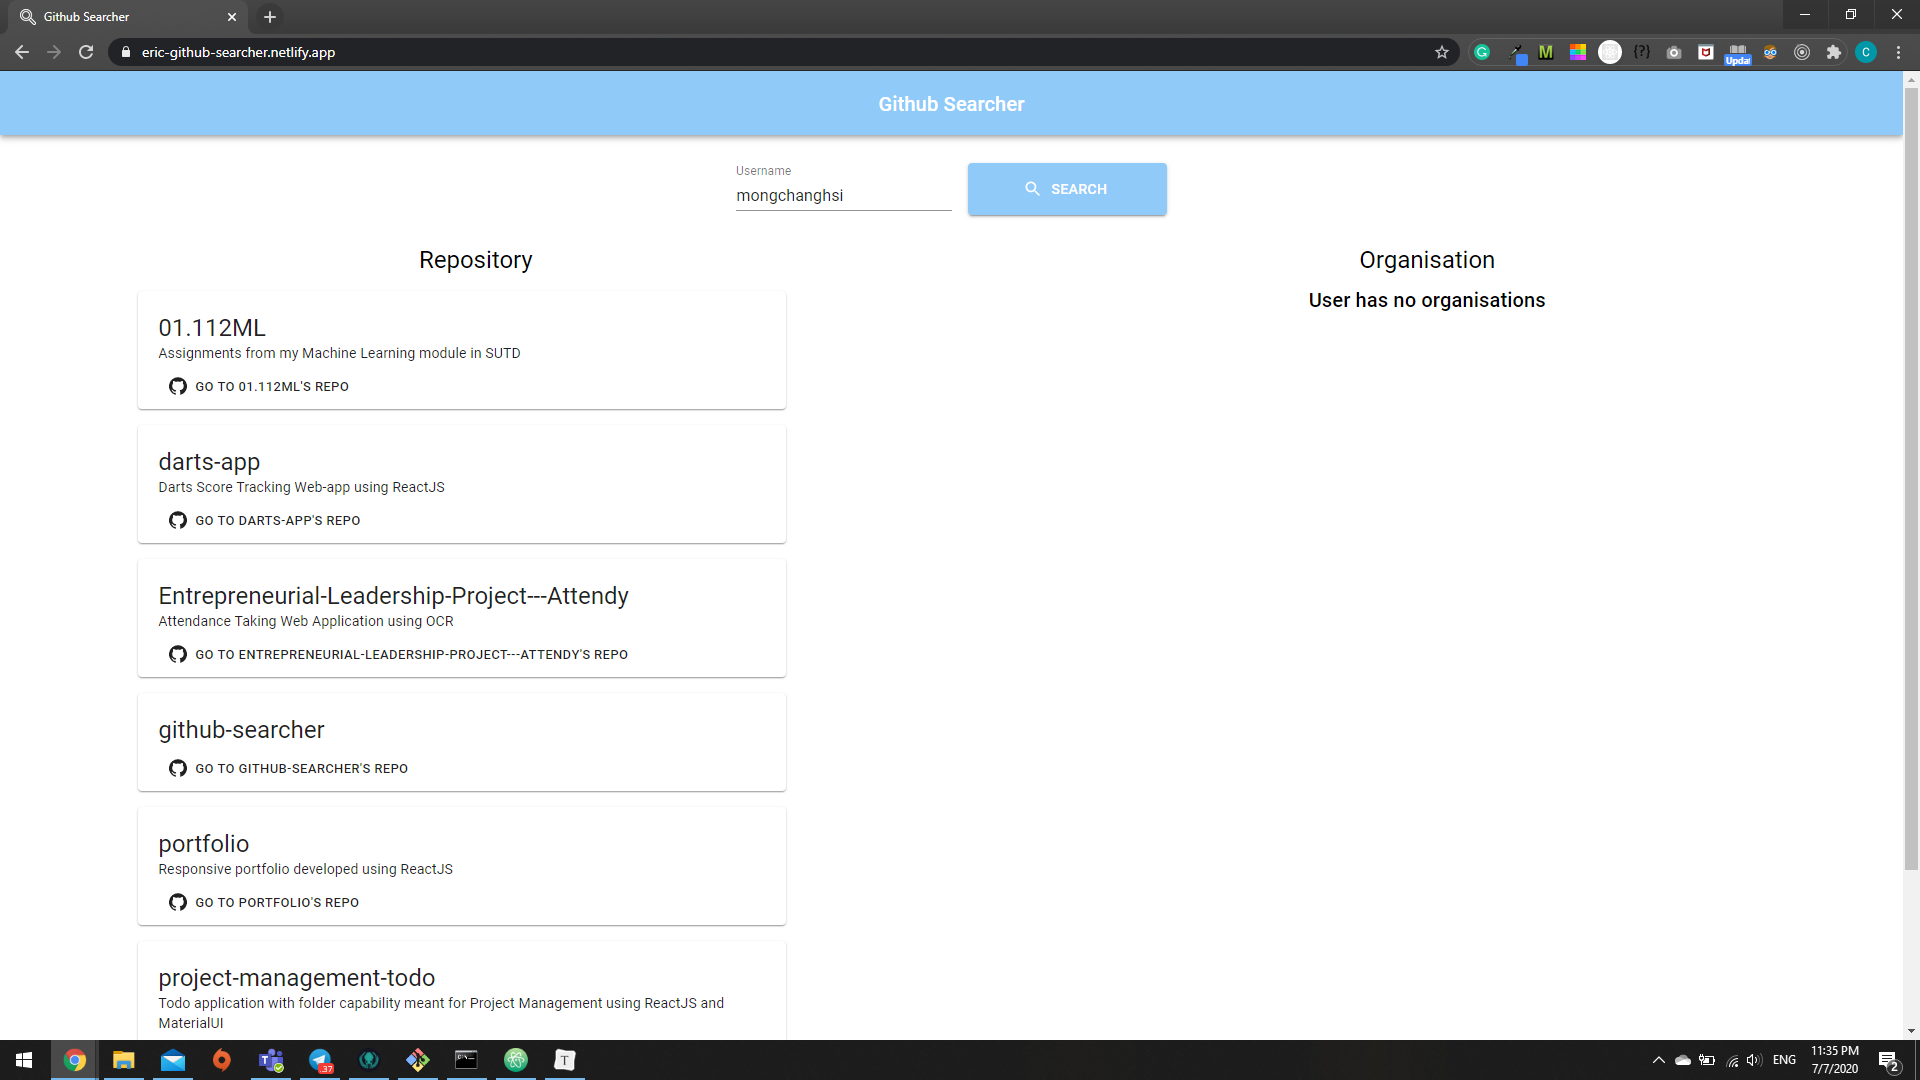 Github Searcher
eric-github-searcher.netlify.app
M
{?}
Updat
C
Github Searcher
Username
mongchanghsi
SEARCH
Repository
Organisation
User has no organisations
01.112ML
Assignments from my Machine Learning module in SUTD
GO TO 01.112ML'S REPO
darts-app
Darts Score Tracking Web-app using ReactJS
GO TO DARTS-APP'S REPO
Entrepreneurial-Leadership-Project---Attendy
Attendance Taking Web Application using OCR
GO TO ENTREPRENEURIAL-LEADERSHIP-PROJECT---ATTENDY'S REPO
github-searcher
GO TO GITHUB-SEARCHER'S REPO
portfolio
Responsive portfolio developed using ReactJS
GO TO PORTFOLIO'S REPO
project-management-todo
Todo application with folder capability meant for Project Management using ReactJS and
MaterialUI
37
T
ENG
11:35 PM
7/7/2020
2